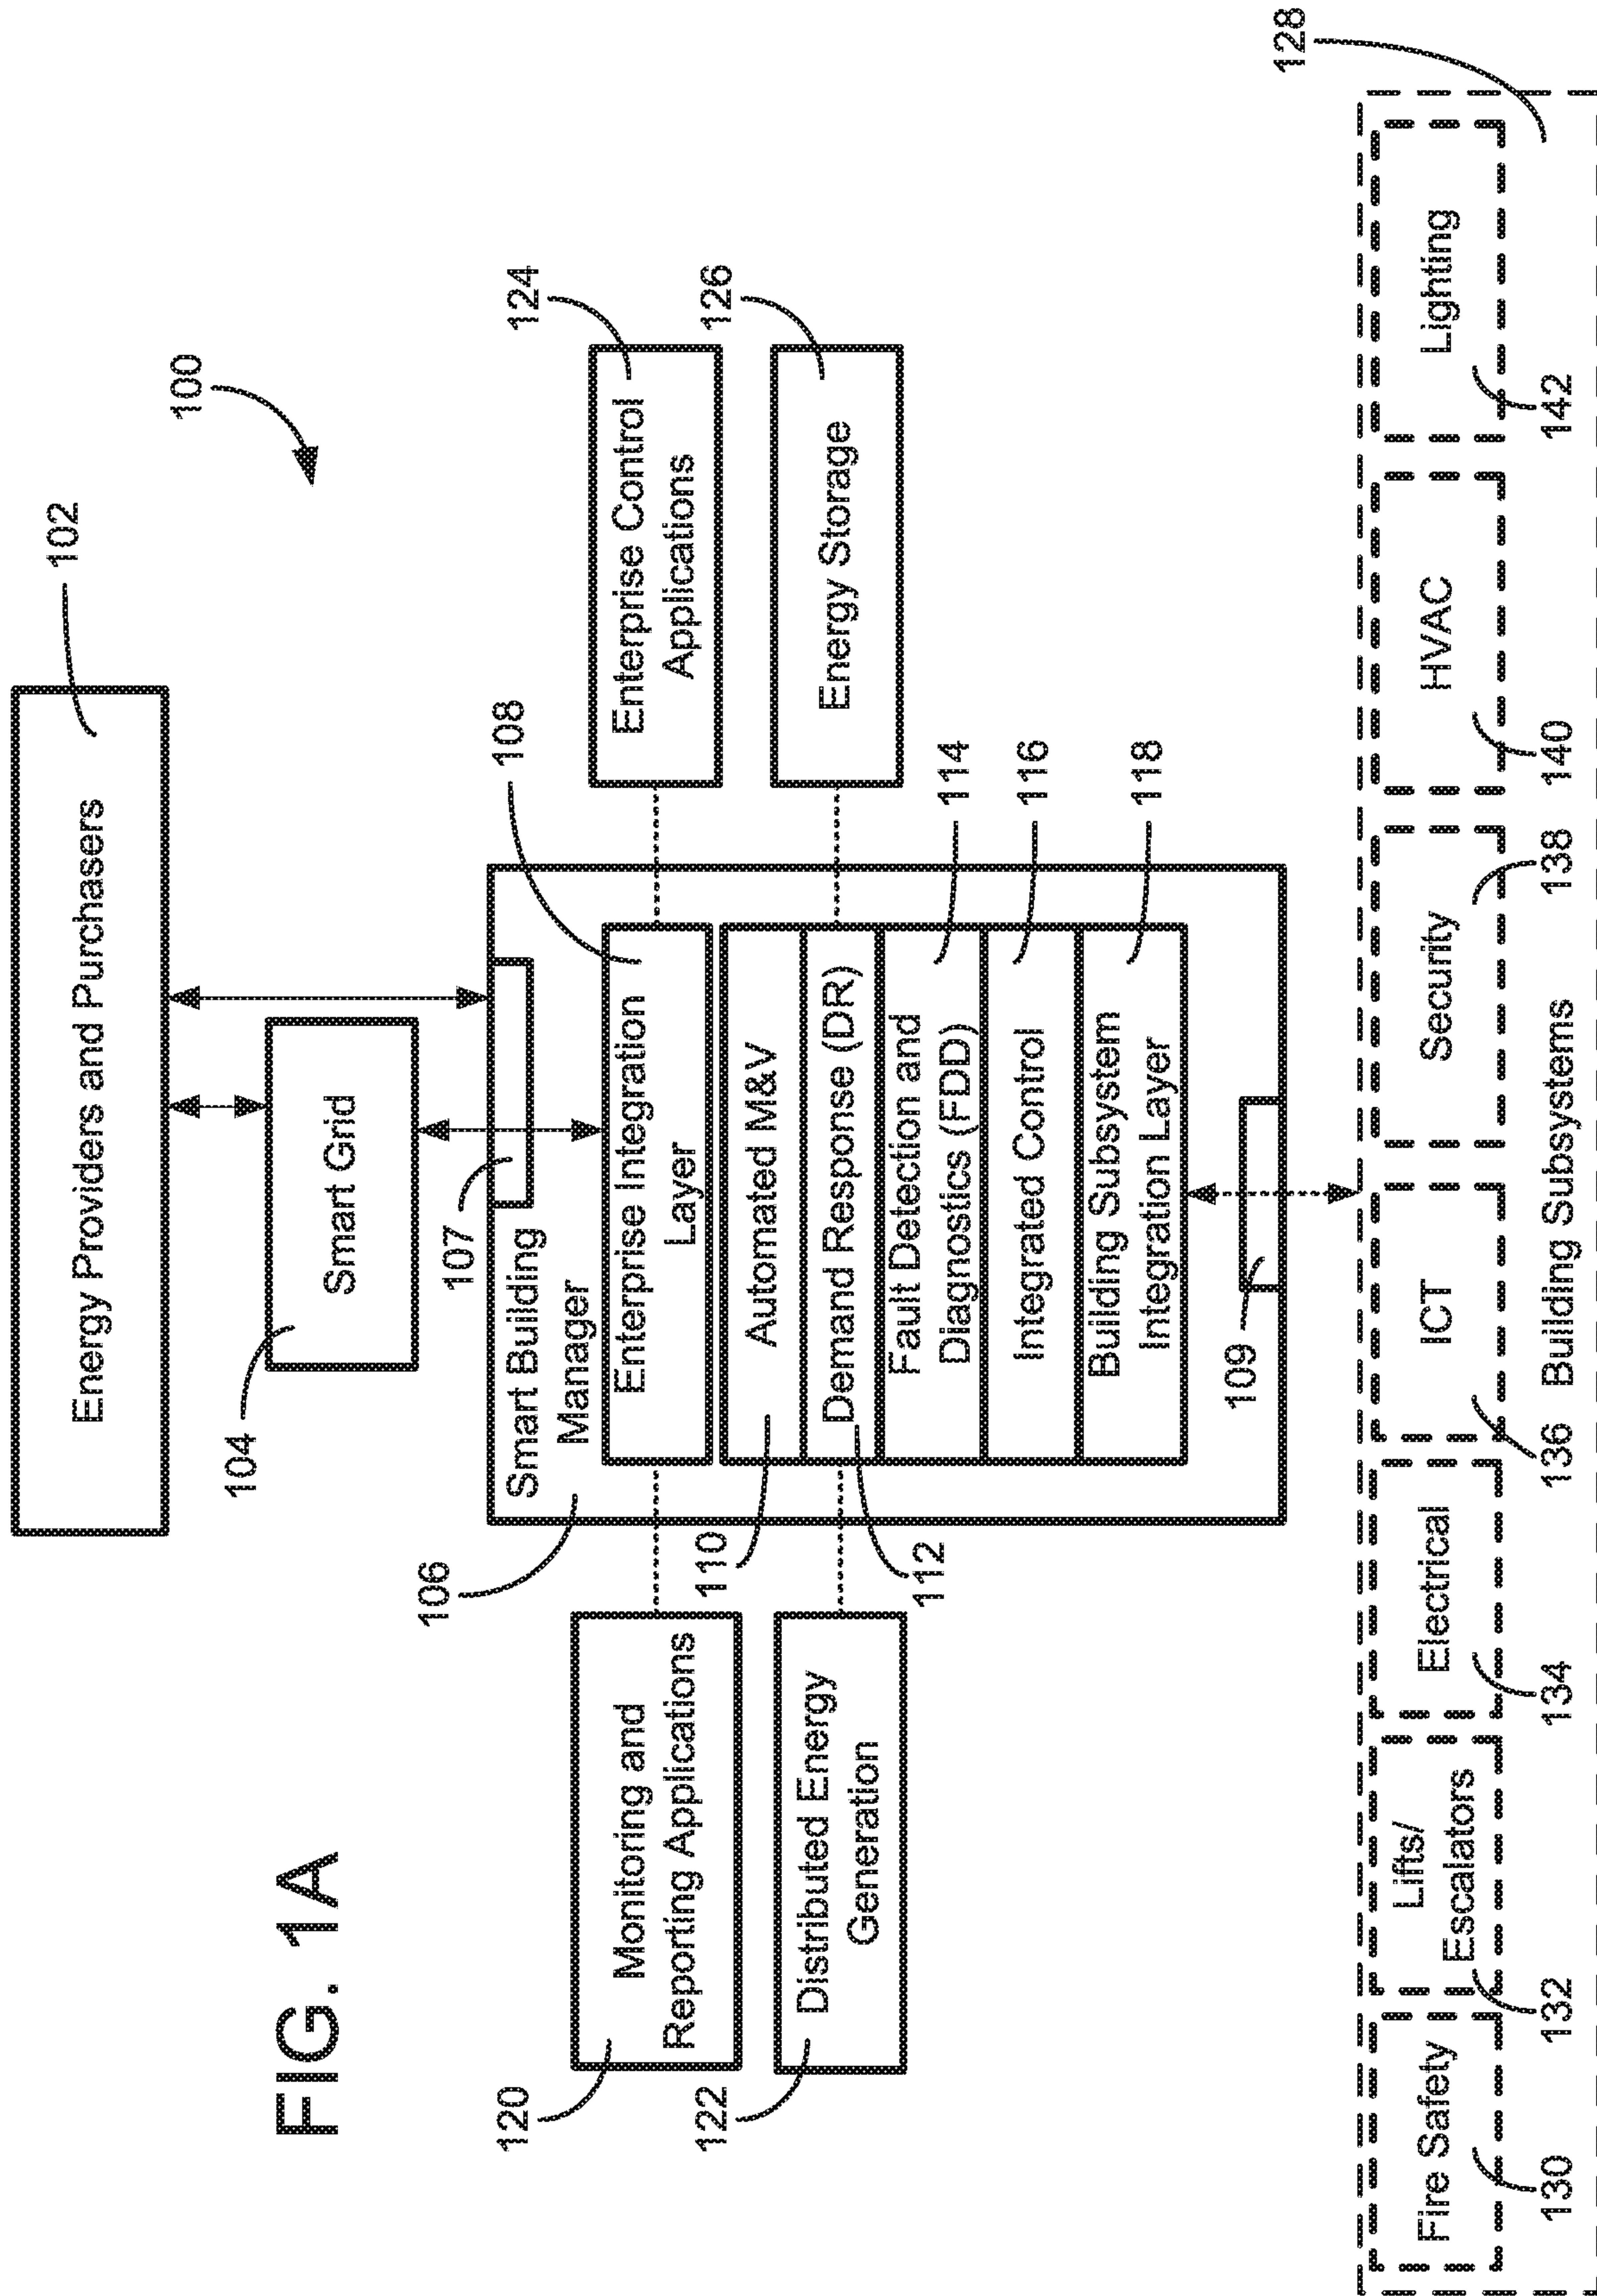 FIG. 1A
100
Energy Providers and Purchasers
102
Smart Grid
104
107
108
106
Smart Building
Manager
Enterprise Integration
Layer
Automated M&V
110
Demand Response (DR)
112
Fault Detection and
Diagnostics (FDD)
114
Integrated Control
116
Building Subsystem
Integration Layer
118
109
120
Monitoring and
Reporting Applications
122
Distributed Energy
Generation
124
Enterprise Control
Applications
126
Energy Storage
128
Fire Safety
130
Lifts/
Escalators
132
Electrical
134
ICT
136
Security
138
HVAC
140
Lighting
142
Building Subsystems